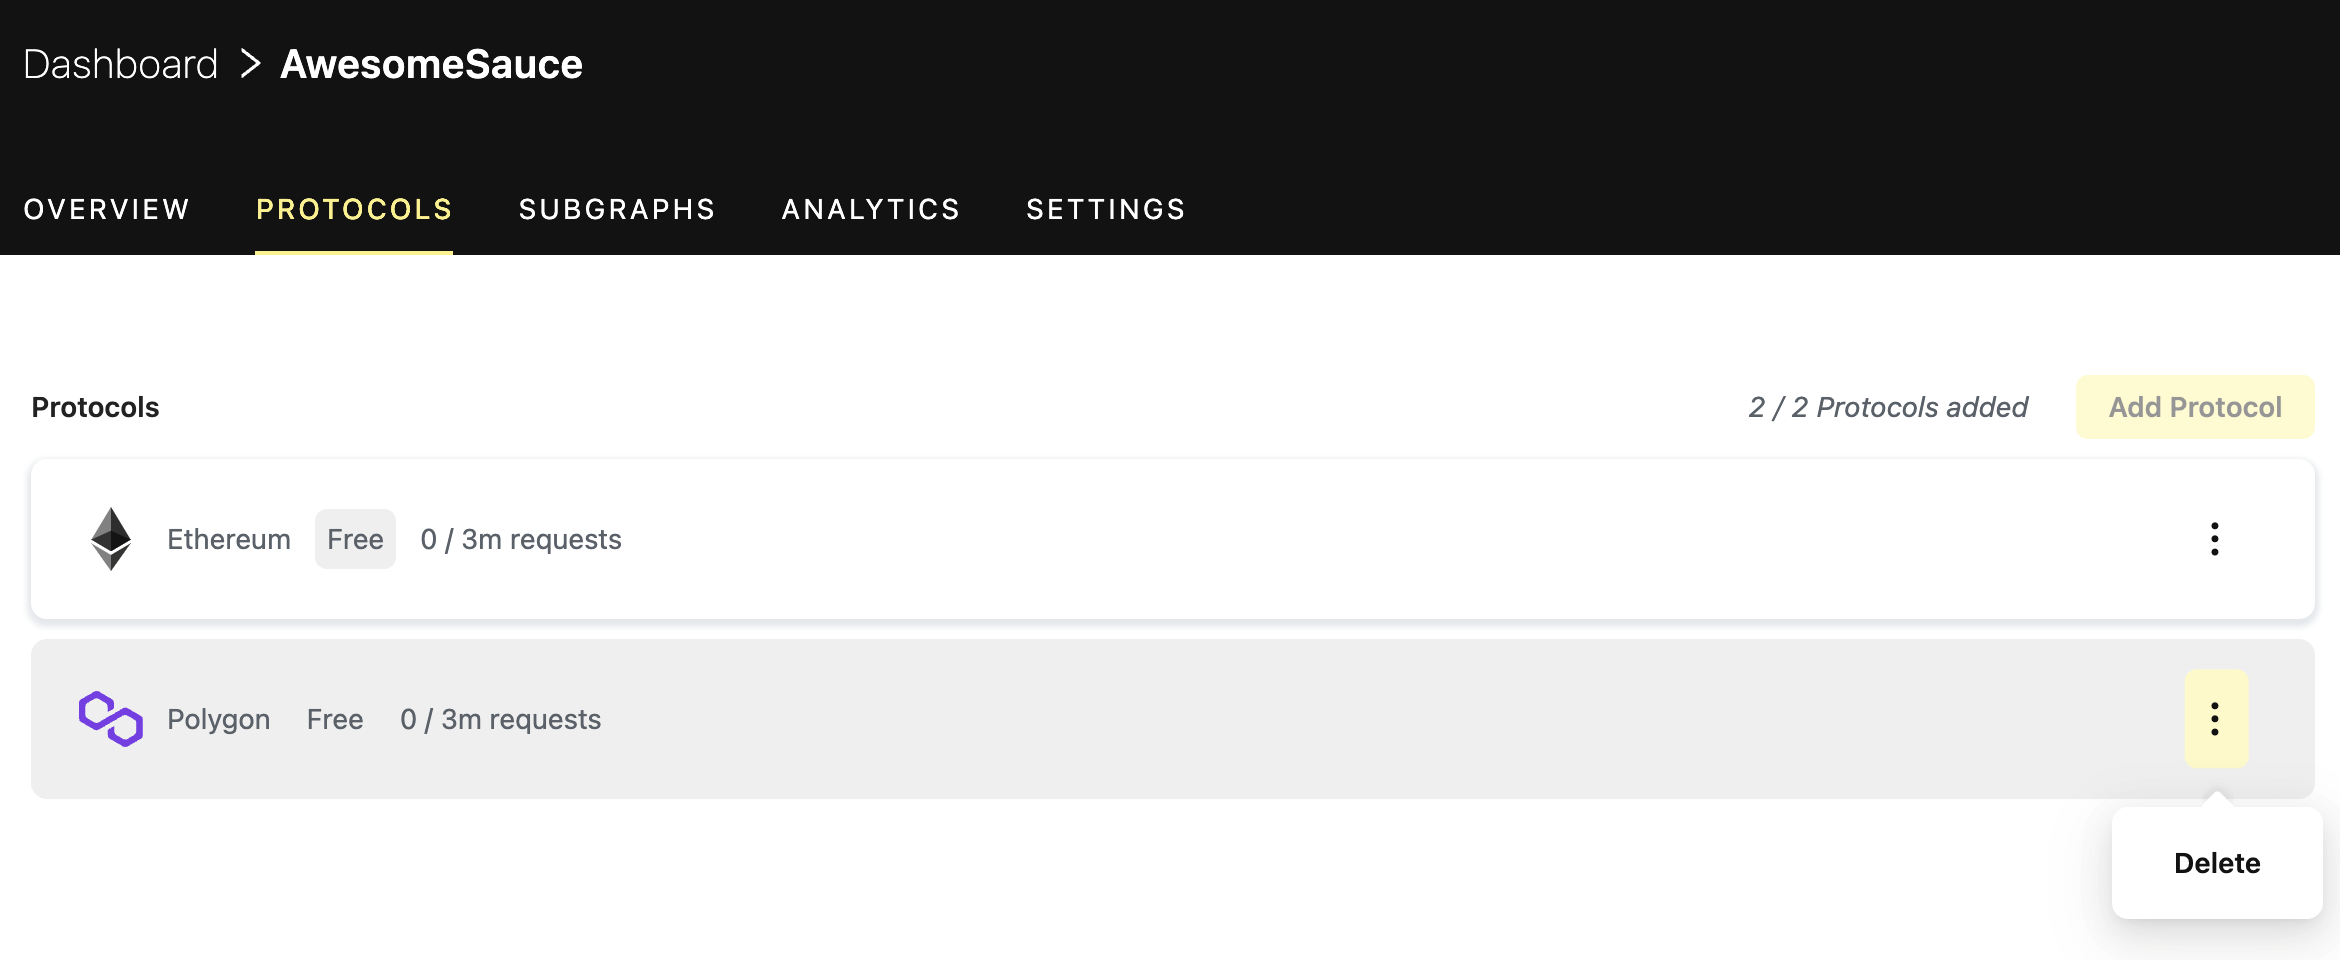 Dashboard > AwesomeSauce
OVERVIEW PROTOCOLS SUBGRAPHS ANALYTICS SETTINGS
Protocols 2 / 2 Protocols added Add Protocol
Ethereum Free 0 / 3m requests
Polygon Free 0 / 3m requests
Delete